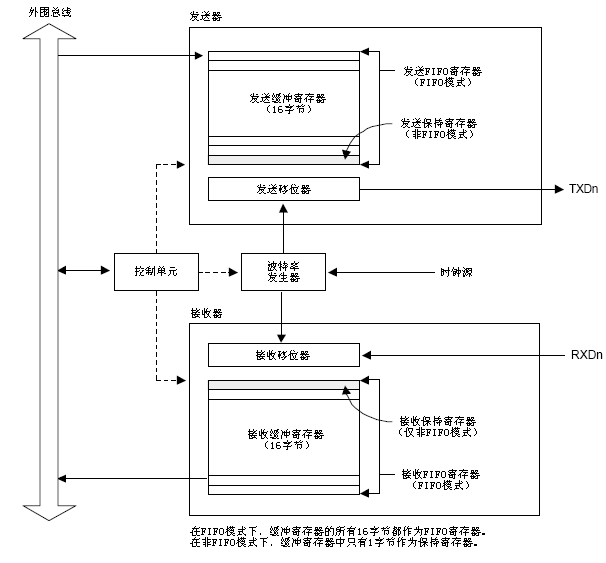 外围总线
发送器
发送FIFO寄存器
(FIFO模式)
发送缓冲寄存器
(16字节)
发送保持寄存器
(非FIFO模式)
发送移位器
TXDn
控制单元
波特率
发生器
时钟源
接收器
接收移位器
RXDn
接收保持寄存器
(仅非FIFO模式)
接收缓冲寄存器
(16字节)
接收FIFO寄存器
(FIFO模式)
在FIFO模式下，缓冲寄存器的所有16字节都作为FIFO寄存器。
在非FIFO模式下，缓冲寄存器中只有1字节作为保持寄存器。